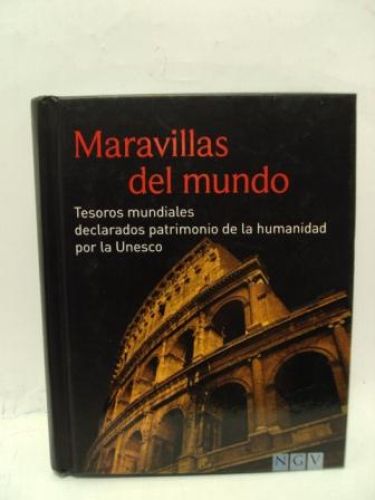 Maravillas
del mundo
Tesoros mundiales
declarados patrimonio de la humanidad
por la Unesco
NGV